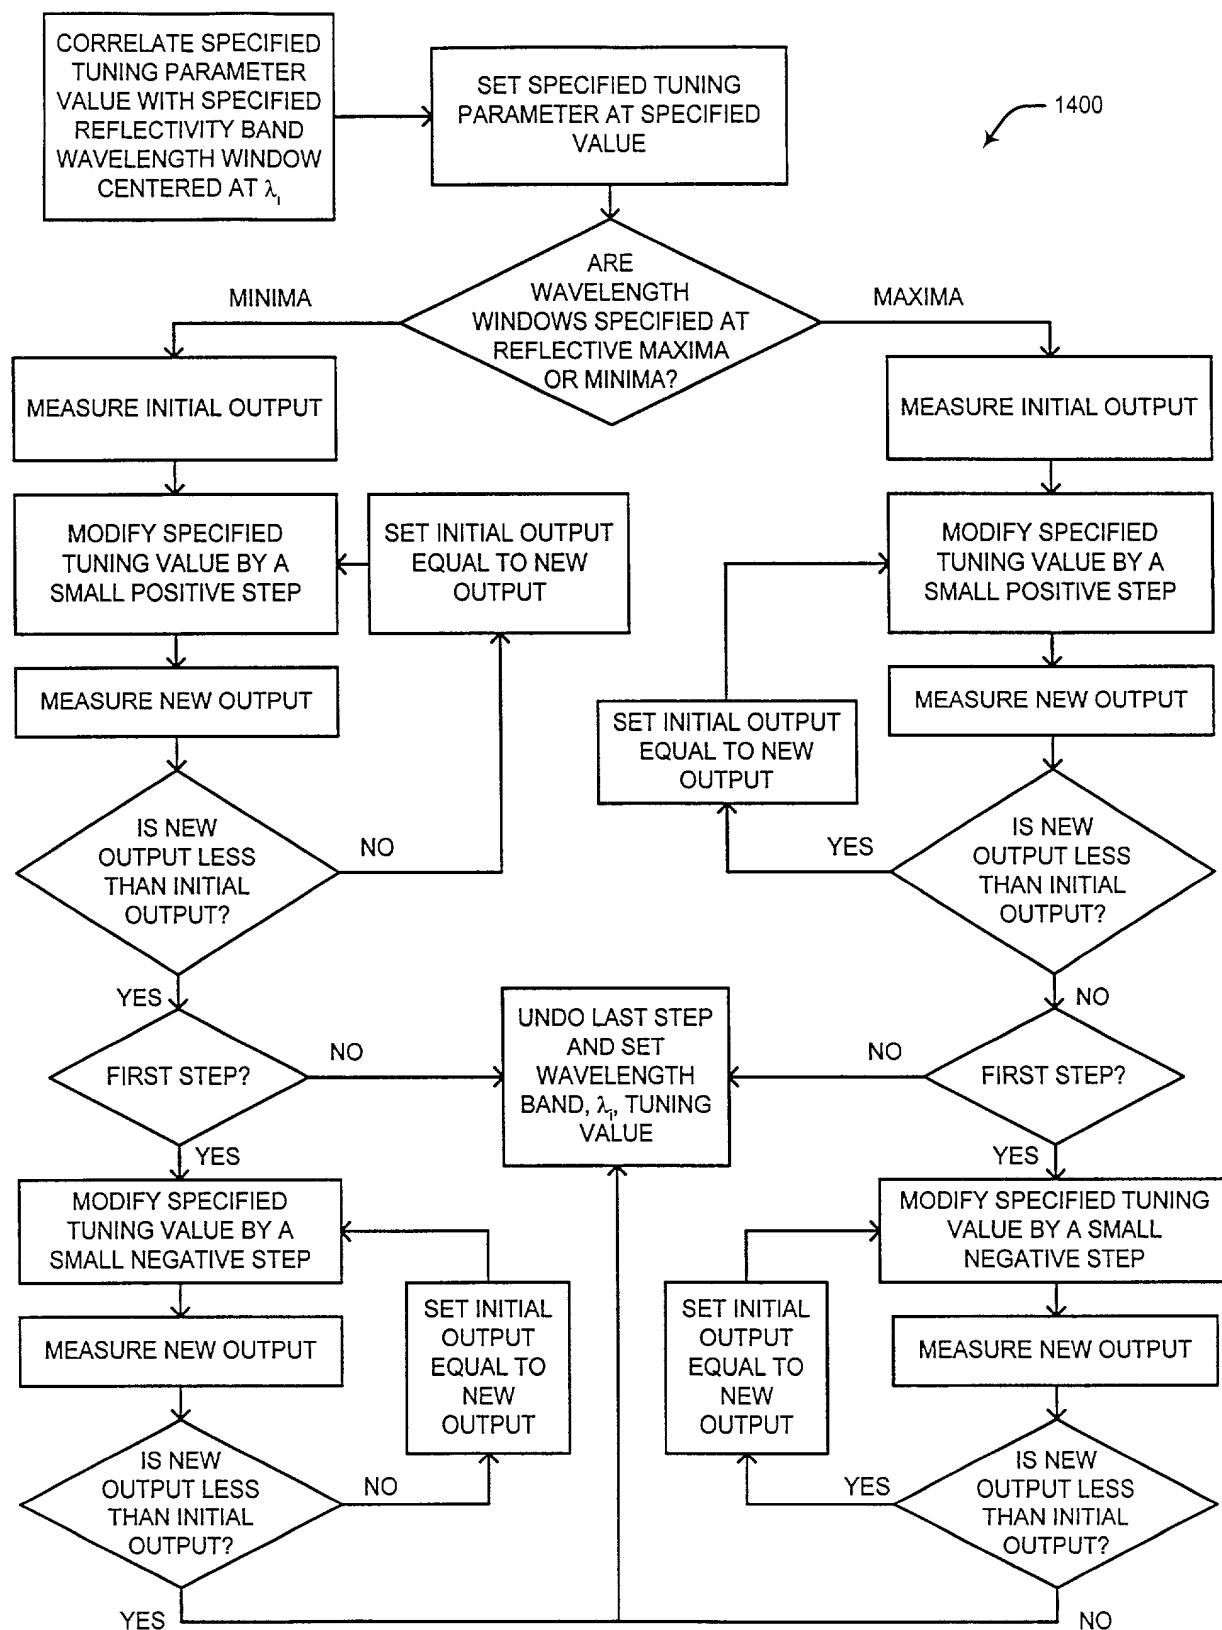 CORRELATE SPECIFIED
TUNING PARAMETER
VALUE WITH SPECIFIED
REFLECTIVITY BAND
WAVELENGTH WINDOW
CENTERED AT λi
SET SPECIFIED TUNING
PARAMETER AT SPECIFIED
VALUE
1400
ARE
WAVELENGTH
WINDOWS SPECIFIED AT
REFLECTIVE MAXIMA
OR MINIMA?
MINIMA
MAXIMA
MEASURE INITIAL OUTPUT
MODIFY SPECIFIED
TUNING VALUE BY A
SMALL POSITIVE STEP
SET INITIAL OUTPUT
EQUAL TO NEW
OUTPUT
MEASURE NEW OUTPUT
IS NEW
OUTPUT LESS
THAN INITIAL
OUTPUT?
NO
YES
FIRST STEP?
NO
YES
MODIFY SPECIFIED
TUNING VALUE BY A
SMALL NEGATIVE STEP
MEASURE NEW OUTPUT
SET INITIAL
OUTPUT
EQUAL TO
NEW
OUTPUT
IS NEW
OUTPUT LESS
THAN INITIAL
OUTPUT?
NO
YES
UNDO LAST STEP
AND SET
WAVELENGTH
BAND, λi, TUNING
VALUE
MEASURE INITIAL OUTPUT
MODIFY SPECIFIED
TUNING VALUE BY A
SMALL POSITIVE STEP
MEASURE NEW OUTPUT
SET INITIAL OUTPUT
EQUAL TO NEW
OUTPUT
YES
IS NEW
OUTPUT LESS
THAN INITIAL
OUTPUT?
NO
NO
FIRST STEP?
YES
MODIFY SPECIFIED TUNING
VALUE BY A SMALL
NEGATIVE STEP
SET INITIAL
OUTPUT
EQUAL TO
NEW
OUTPUT
MEASURE NEW OUTPUT
YES
IS NEW
OUTPUT LESS
THAN INITIAL
OUTPUT?
NO